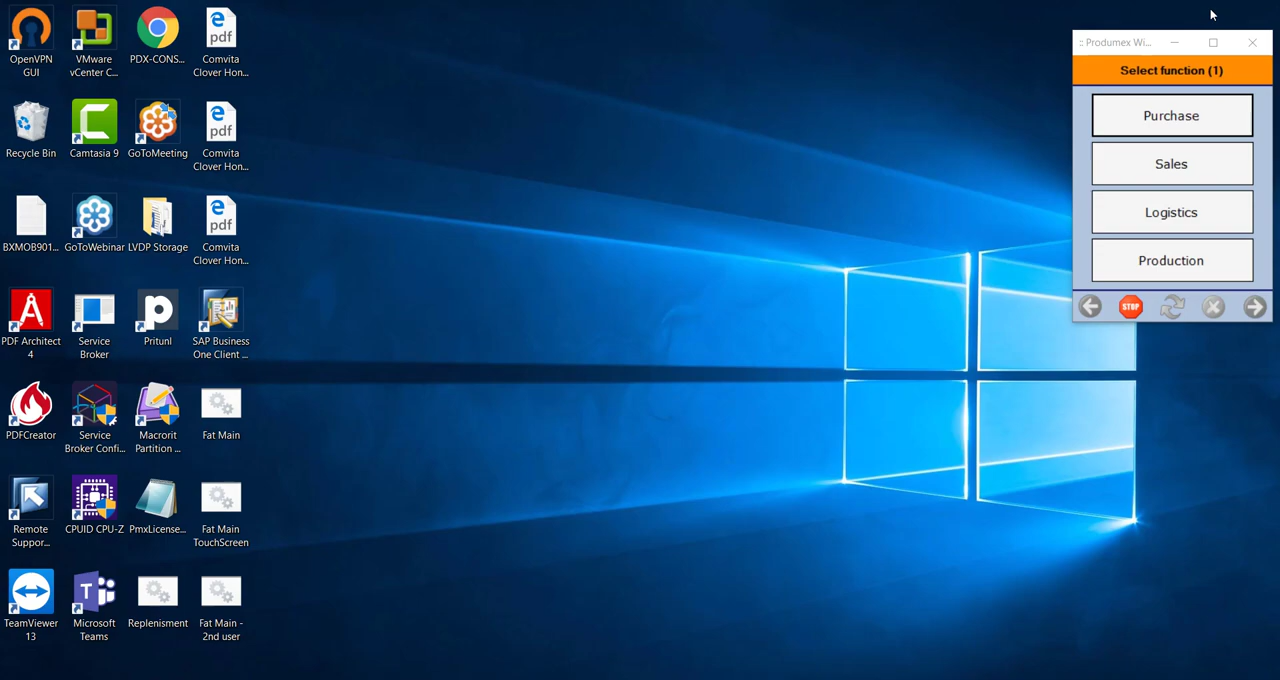 OpenVPN
GUI
VMware
vCenter C...
PDX-CONS...
pdf
Comvita
Clover Hon...
Recycle Bin
Camtasia 9
GoToMeeting
pdf
Comvita
Clover Hon...
BXMOB901...
GoToWebinar
LVDP Storage
pdf
Comvita
Clover Hon...
PDF Architect
4
Service
Broker
Pritunl
SAP Business
One Client ...
PDFCreator
Service
Broker Confi...
Macrorit
Partition ...
Fat Main
Remote
Suppor...
CPUID CPU-Z
PmxLicense...
Fat Main
TouchScreen
TeamViewer
13
Microsoft
Teams
Replenisment
Fat Main -
2nd user
:: Produmex Wi...
Select function (1)
Purchase
Sales
Logistics
Production
STOP